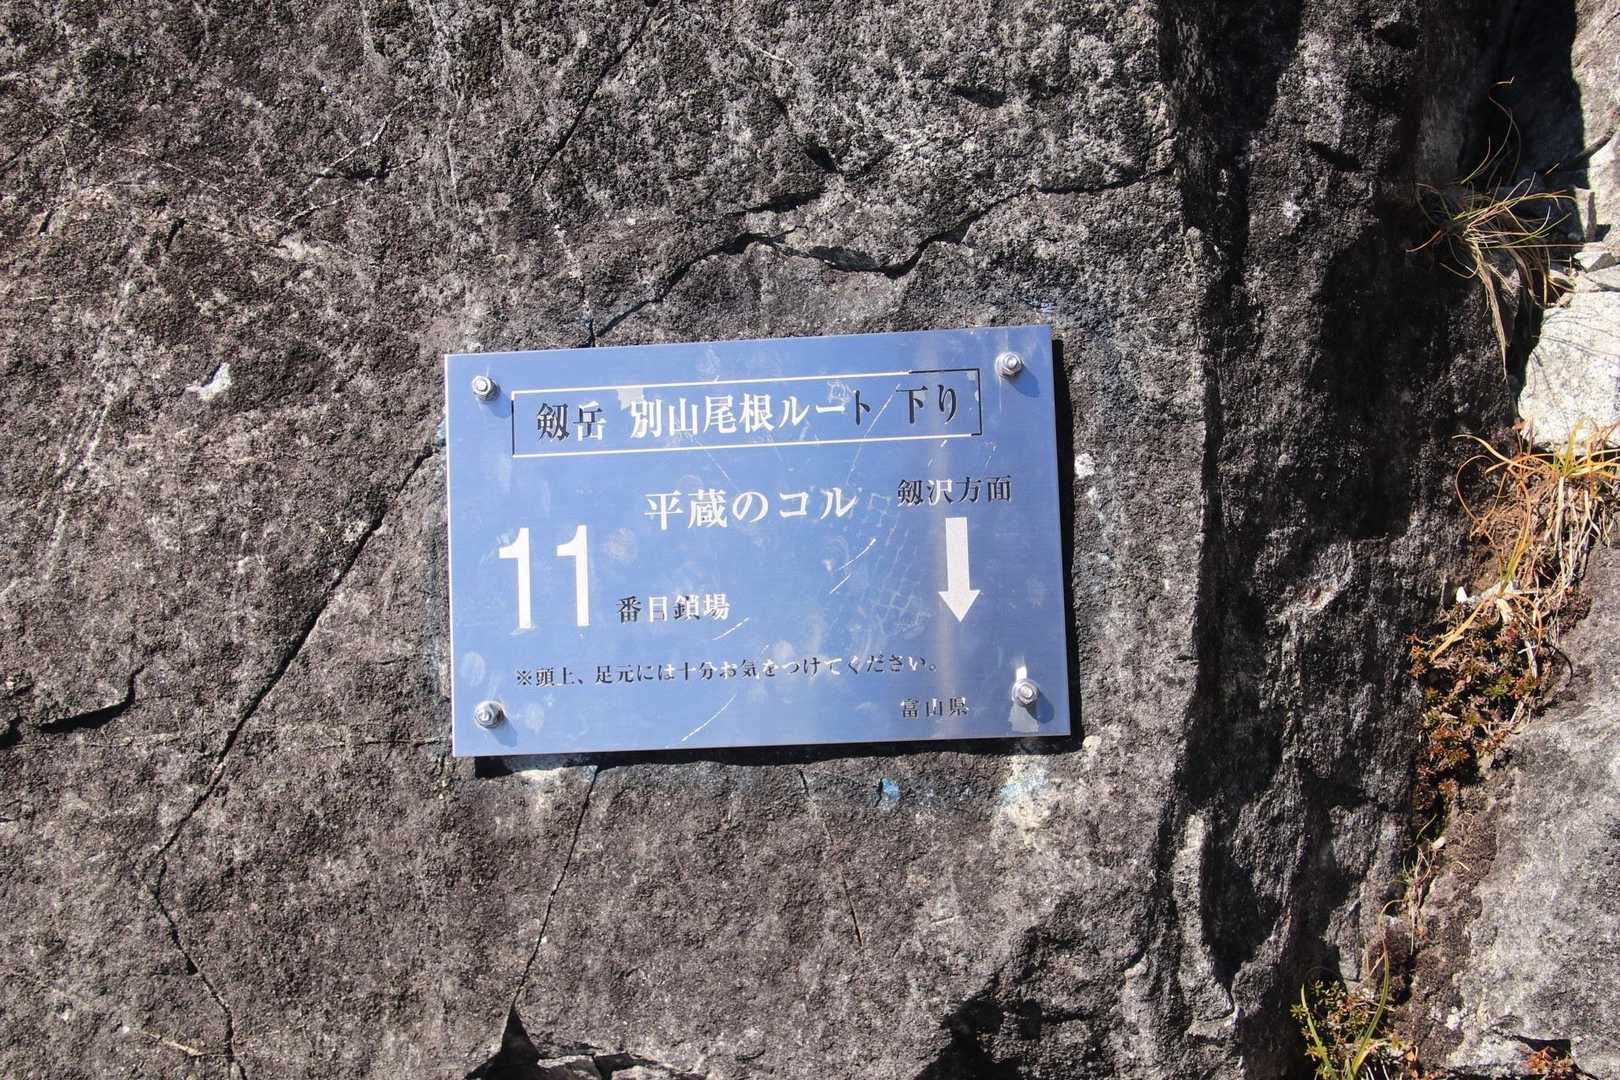 剱岳 別山尾根ルート 下り
平蔵のコル
剱沢方面
11
番目鎖場
※頭上、足元には十分お気をつけてください。
富山県